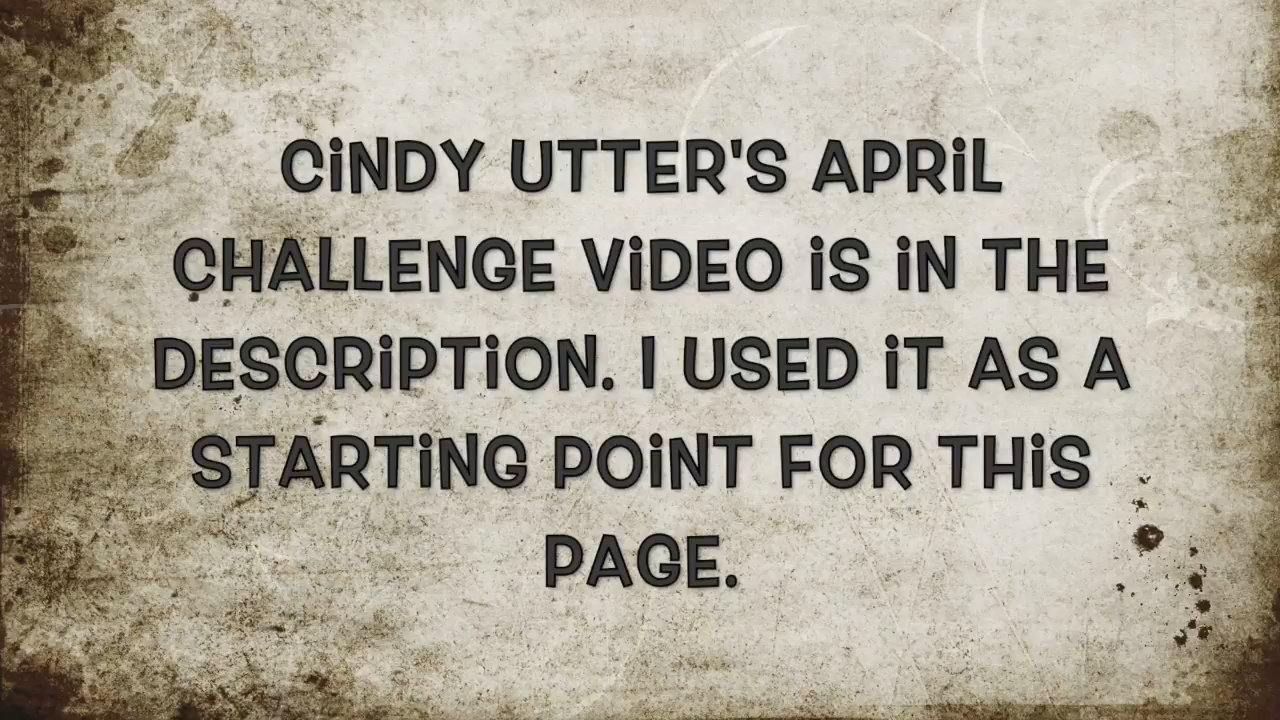 CiNDY UTTER'S APRiL
CHALLENGE ViDEO iS iN THE
DESCRiPTiON. I USED iT AS A
STARTiNG POiNT FOR THiS
PAGE.